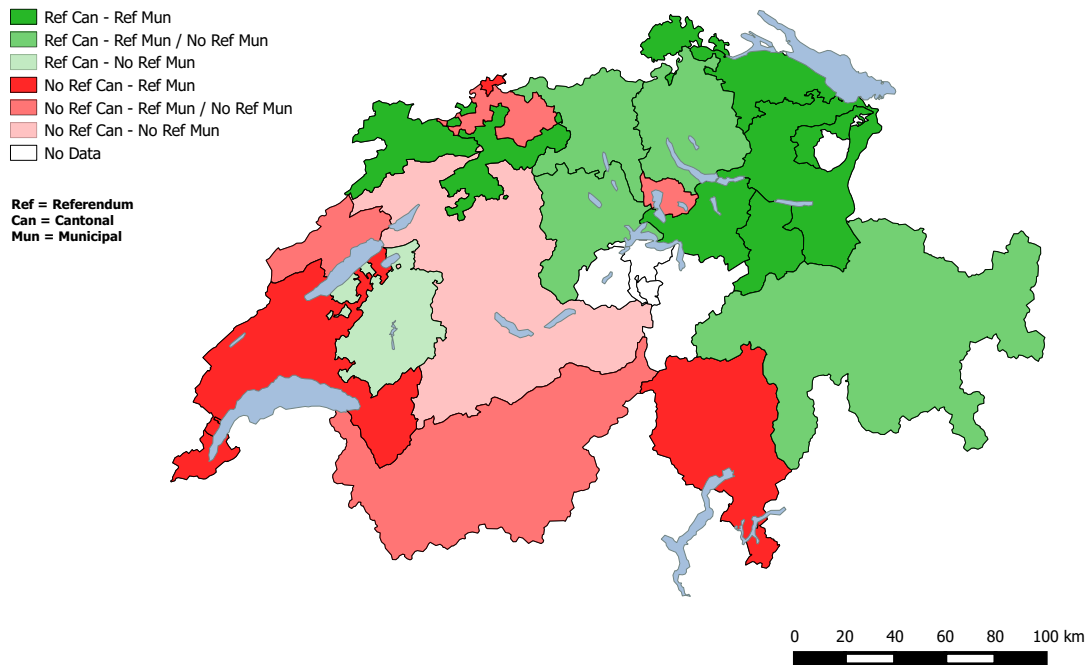 Ref Can - Ref Mun
Ref Can - Ref Mun / No Ref Mun
Ref Can - No Ref Mun
No Ref Can - Ref Mun
No Ref Can - Ref Mun / No Ref Mun
No Ref Can - No Ref Mun
No Data
Ref = Referendum
Can = Cantonal
Mun = Municipal
0 20 40 60 80 100 km